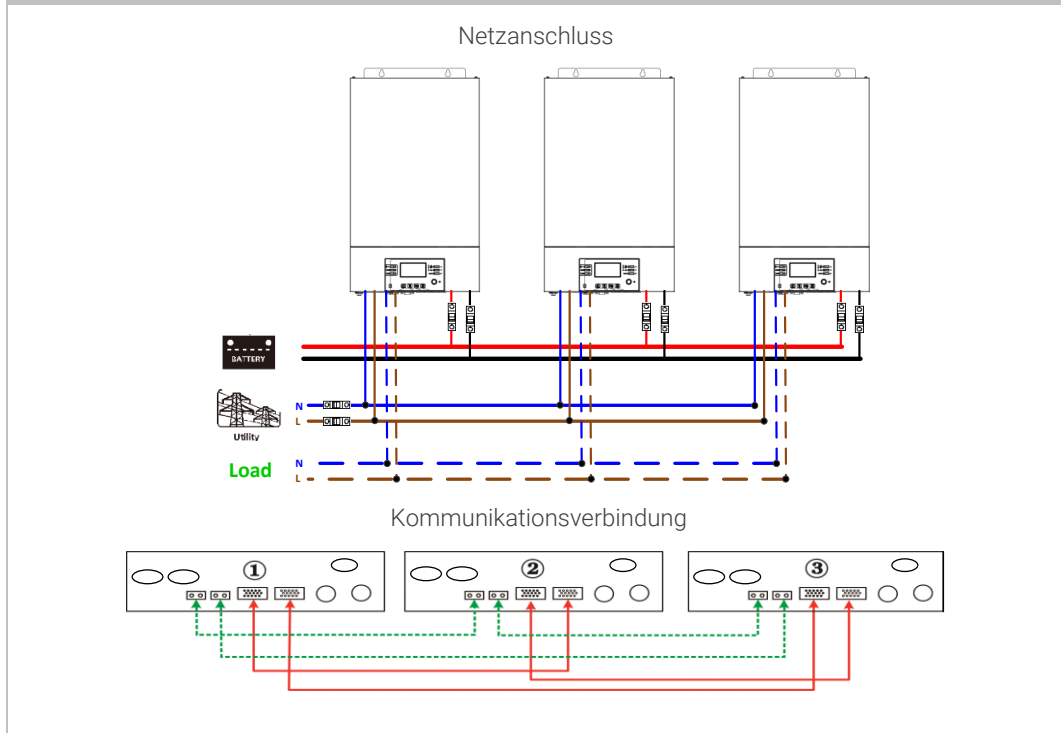 Netzanschluss
BATTERY
N
L
Utility
Load
N
L
Kommunikationsverbindung
1
2
3